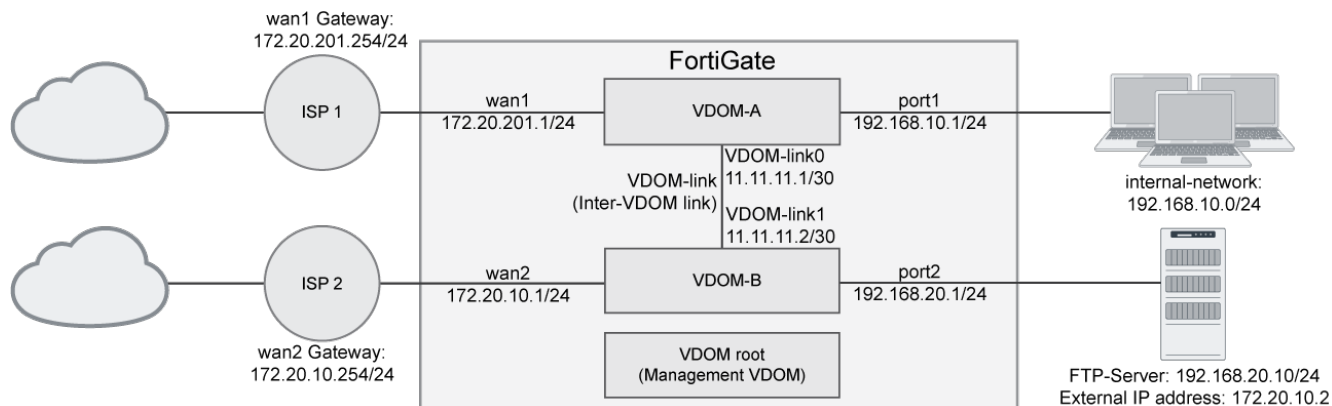 wan1 Gateway:
172.20.201.254/24
FortiGate
ISP 1
wan1
172.20.201.1/24
VDOM-A
port1
192.168.10.1/24
VDOM-link0
11.11.11.1/30
VDOM-link
(Inter-VDOM link)
VDOM-link1
11.11.11.2/30
internal-network:
192.168.10.0/24
ISP 2
wan2
172.20.10.1/24
VDOM-B
port2
192.168.20.1/24
wan2 Gateway:
172.20.10.254/24
VDOM root
(Management VDOM)
FTP-Server: 192.168.20.10/24
External IP address: 172.20.10.2